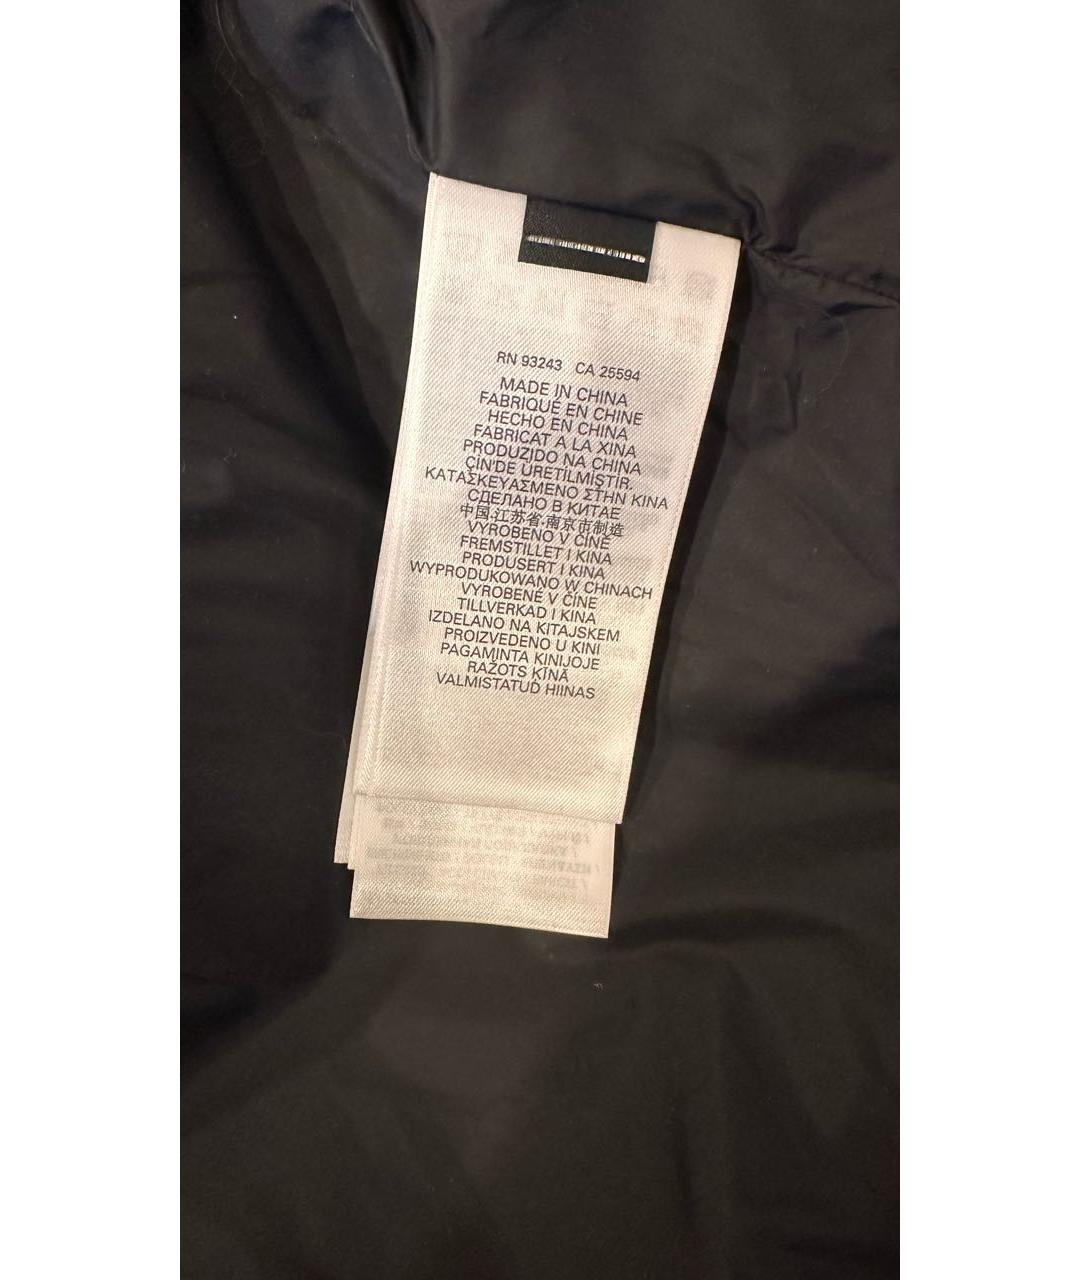 RN 93243 CA 25594
MADE IN CHINA
FABRIQUÉ EN CHINE
HECHO EN CHINA
FABRICAT A LA XINA
PRODUZIDO NA CHINA
ÇİN'DE ÜRETİLMİŞTİR.
ΚΑΤΑΣΚΕΥΑΣΜΕΝΟ ΣΤΗΝ ΚΙΝΑ
СДЕЛАНО В КИТАЕ
中国.江苏省.南京市制造
VYROBENO V ČÍNĚ
FREMSTILLET I KINA
PRODUSERT I KINA
WYPRODUKOWANO W CHINACH
VYROBENÉ V ČÍNE
TILLVERKAD I KINA
IZDELANO NA KITAJSKEM
PROIZVEDENO U KINI
PAGAMINTA KINIJOJE
RAŽOTS ĶĪNĀ
VALMISTATUD HIINAS